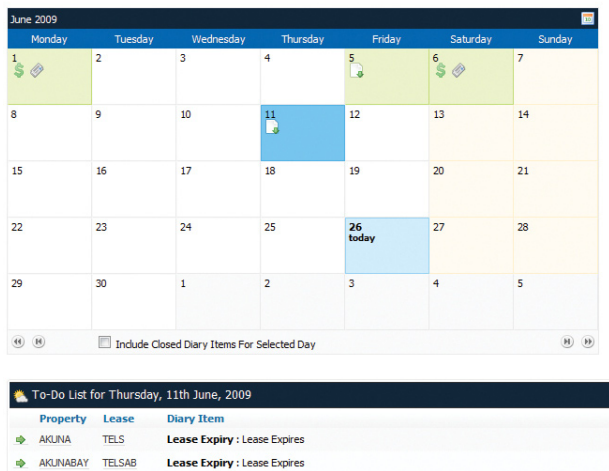 June 2009
Monday Tuesday Wednesday Thursday Friday Saturday Sunday
1 2 3 4 5 6 7
8 9 10 11 12 13 14
15 16 17 18 19 20 21
22 23 24 25 26 27 28
today
29 30 1 2 3 4 5
Include Closed Diary Items For Selected Day
To-Do List for Thursday, 11th June, 2009
Property Lease Diary Item
AKUNA TELS Lease Expiry : Lease Expires
AKUNABAY TELSAB Lease Expiry : Lease Expires